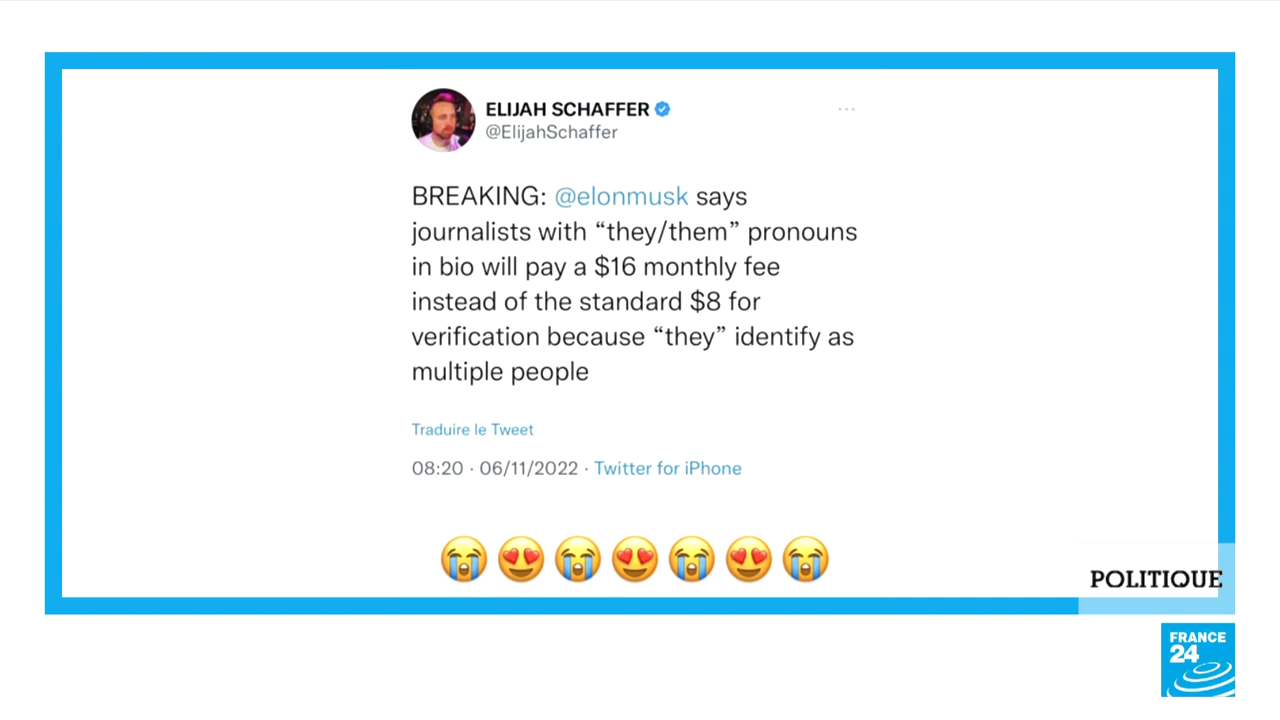 ELIJAH SCHAFFER
@ElijahSchaffer
BREAKING: @elonmusk says
journalists with “they/them” pronouns
in bio will pay a $16 monthly fee
instead of the standard $8 for
verification because “they” identify as
multiple people
Traduire le Tweet
08:20 · 06/11/2022 · Twitter for iPhone
😭😍😭😍😭😍😭
POLITIQUE
FRANCE
24